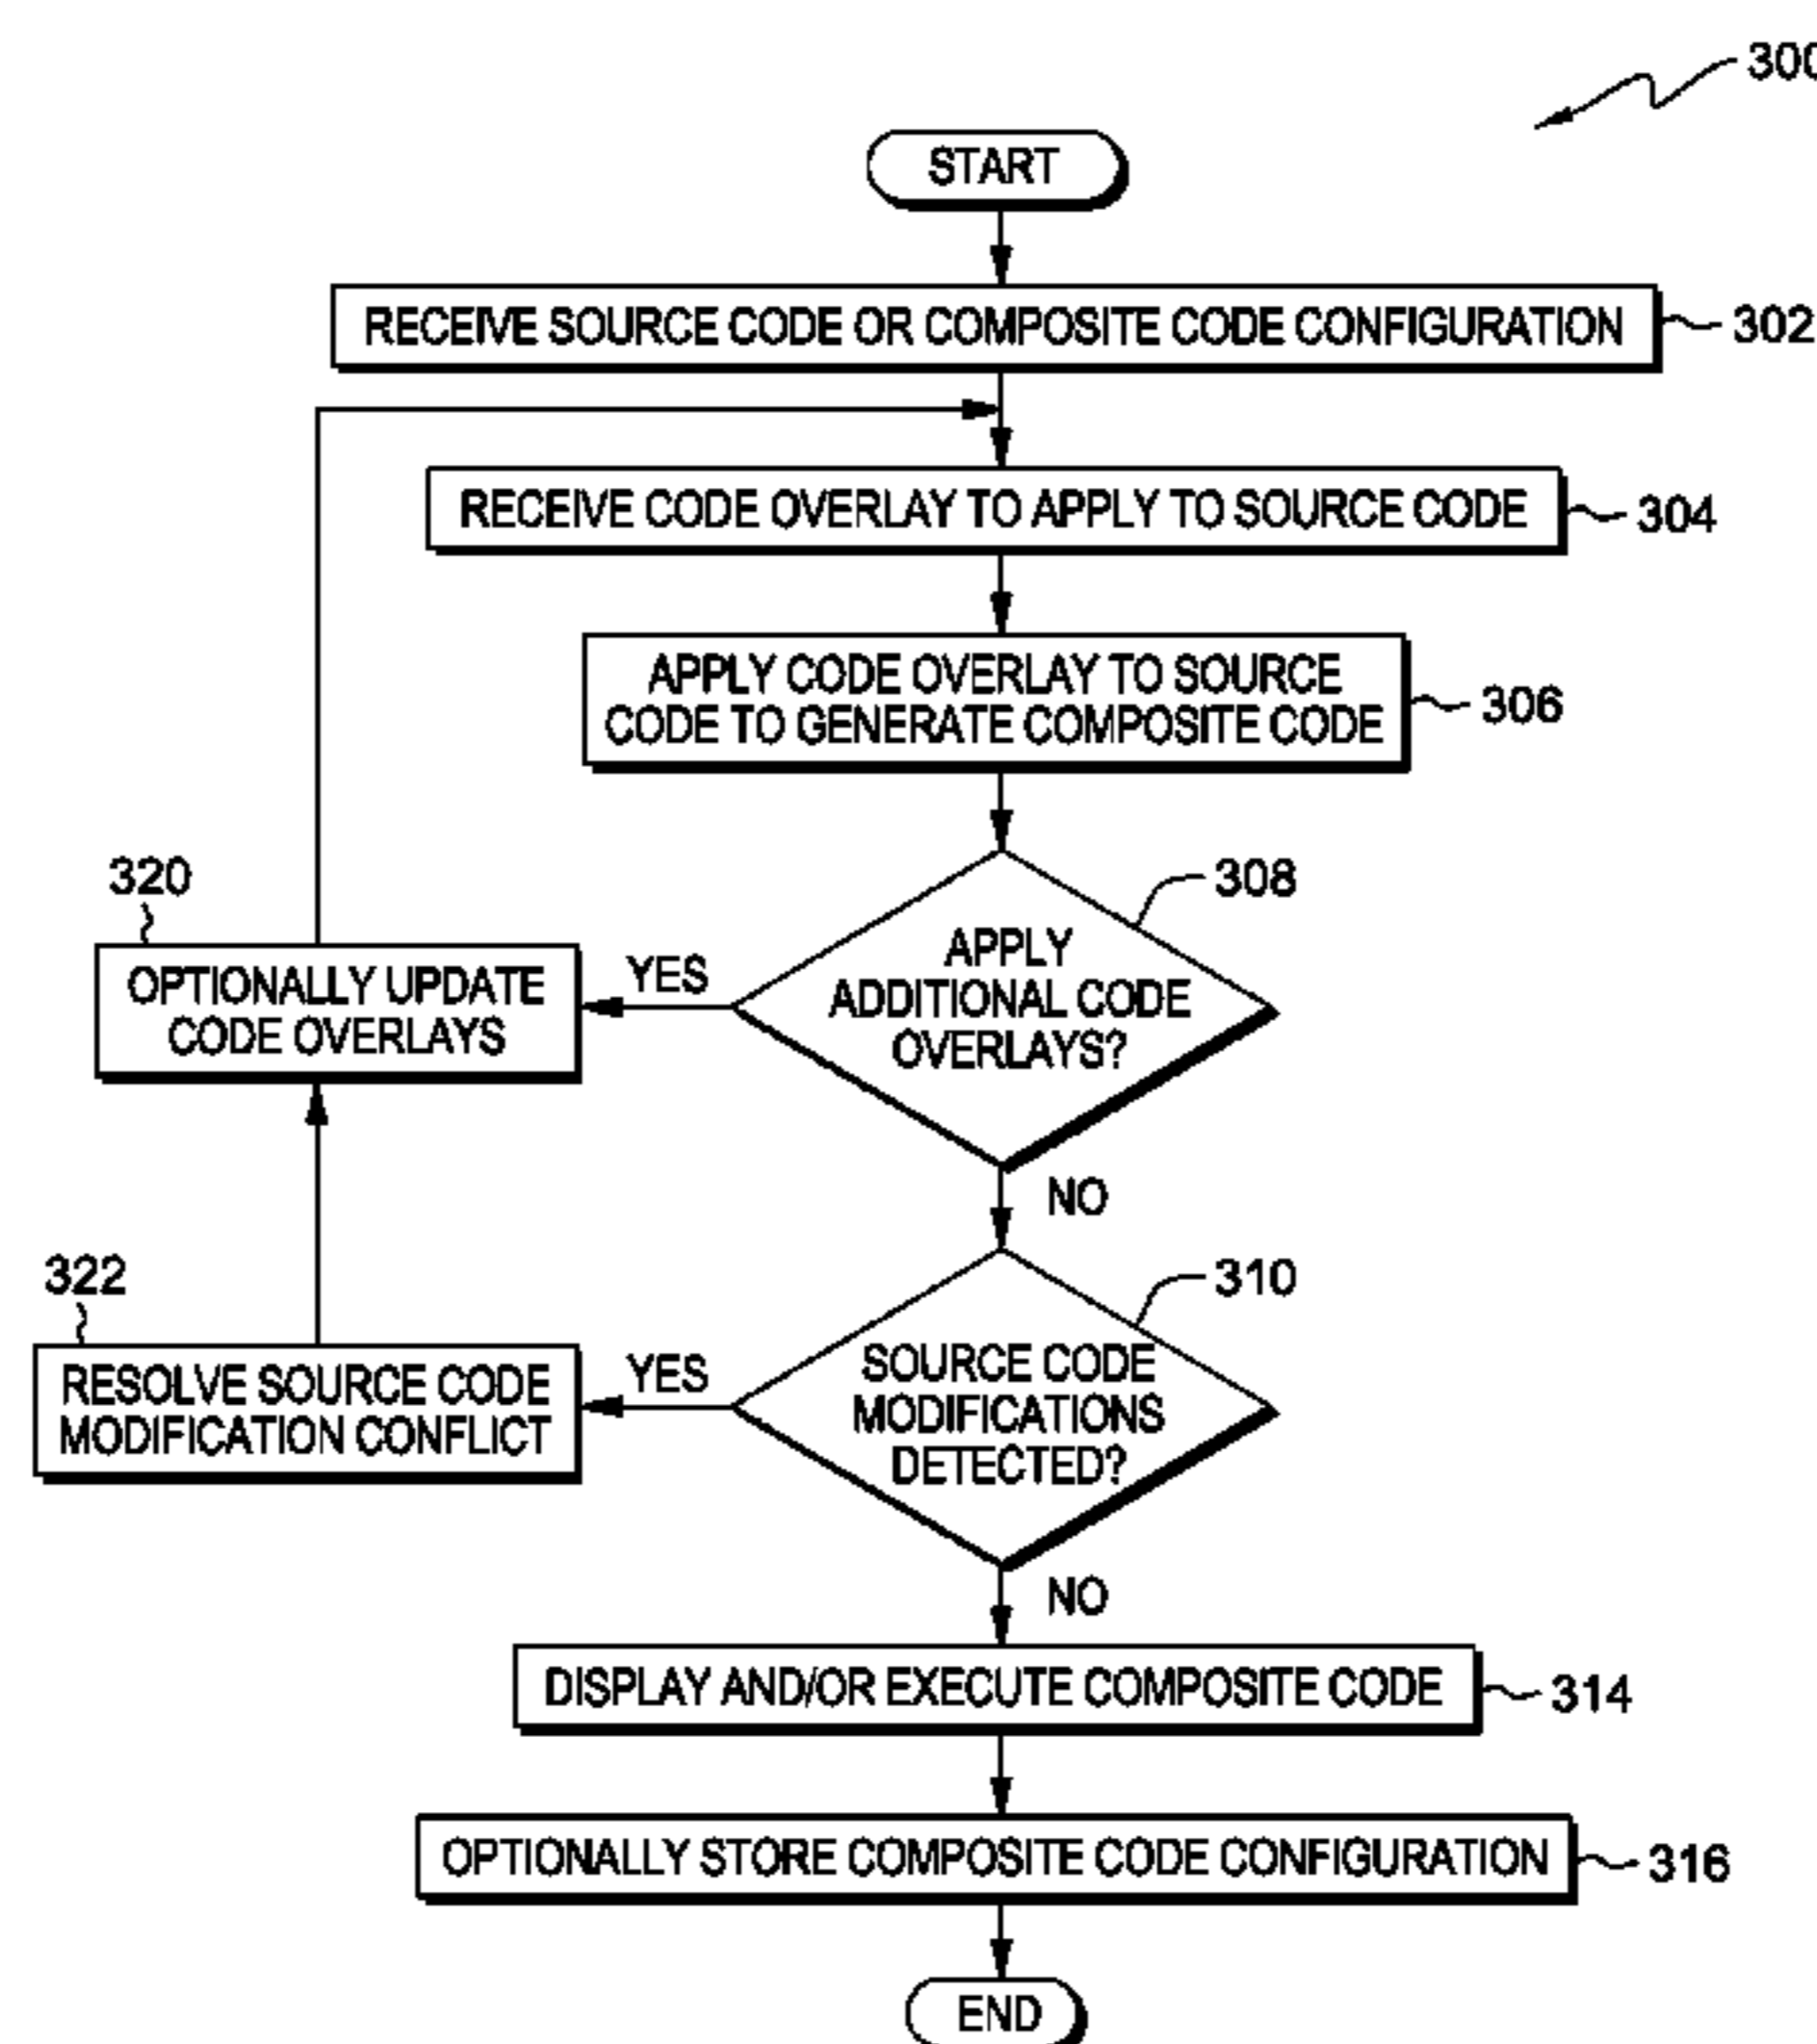 300
START
RECEIVE SOURCE CODE OR COMPOSITE CODE CONFIGURATION
302
RECEIVE CODE OVERLAY TO APPLY TO SOURCE CODE
304
APPLY CODE OVERLAY TO SOURCE
CODE TO GENERATE COMPOSITE CODE
306
308
APPLY
ADDITIONAL CODE
OVERLAYS?
YES
320
OPTIONALLY UPDATE
CODE OVERLAYS
NO
310
SOURCE CODE
MODIFICATIONS
DETECTED?
YES
322
RESOLVE SOURCE CODE
MODIFICATION CONFLICT
NO
DISPLAY AND/OR EXECUTE COMPOSITE CODE
314
OPTIONALLY STORE COMPOSITE CODE CONFIGURATION
316
END